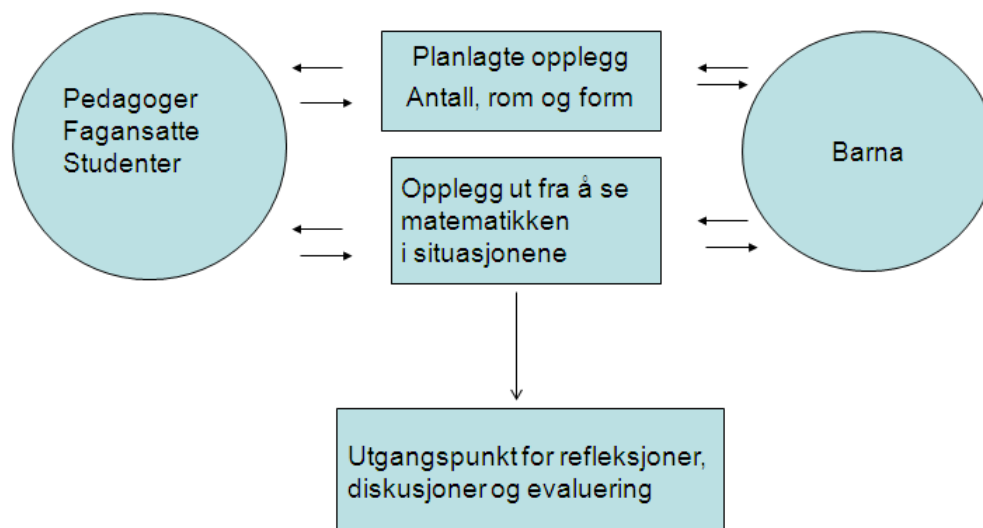 Pedagoger
Fagansatte
Studenter
Planlagte opplegg
Antall, rom og form
Opplegg ut fra å se
matematikken
i situasjonene
Barna
Utgangspunkt for refleksjoner,
diskusjoner og evaluering